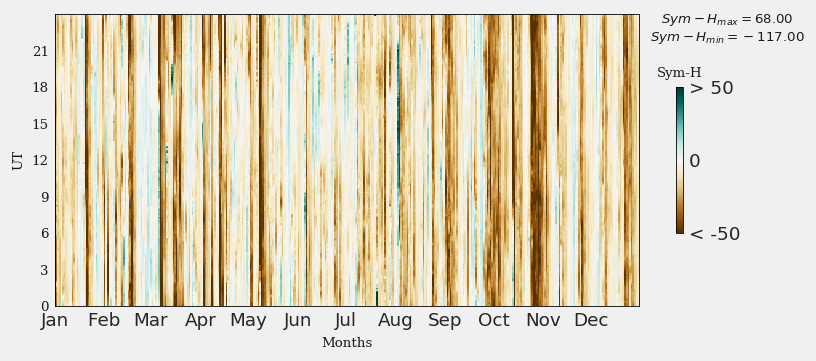 Sym−H_max = 68.00
Sym−H_min = −117.00
Sym-H
> 50
0
< -50
21
18
15
12
9
6
3
0
UT
Jan Feb Mar Apr May Jun Jul Aug Sep Oct Nov Dec
Months